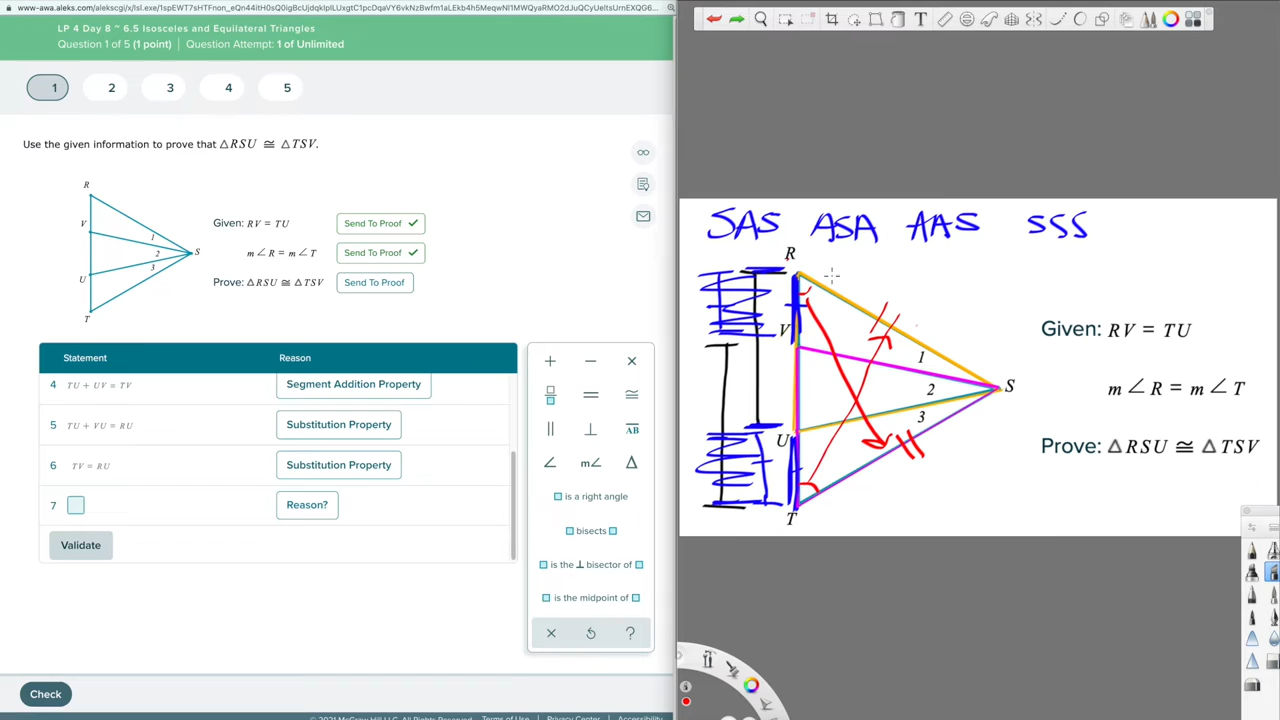 LP 4 Day 8 ~ 6.5 Isosceles and Equilateral Triangles
Question 1 of 5 (1 point) | Question Attempt: 1 of Unlimited
1 2 3 4 5
Use the given information to prove that △RSU ≅ △TSV.
R
V
U
T
S
1
2
3
Given: RV = TU Send To Proof ✓
m∠R = m∠T Send To Proof ✓
Prove: △RSU ≅ △TSV Send To Proof
Statement Reason
4 TU + UV = TV Segment Addition Property
5 TU + VU = RU Substitution Property
6 TV = RU Substitution Property
7 Reason?
Validate
+ − ×
= ≅
|| ⊥ AB
∠ m∠ △
is a right angle
bisects
is the ⊥ bisector of
is the midpoint of
× ?
Check
SAS ASA AAS SSS
R
V
U
T
S
1
2
3
Given: RV = TU
m∠R = m∠T
Prove: △RSU ≅ △TSV